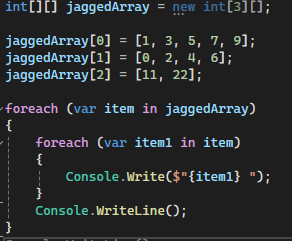 int[][] jaggedArray = new int[3][];
jaggedArray[0] = [1, 3, 5, 7, 9];
jaggedArray[1] = [0, 2, 4, 6];
jaggedArray[2] = [11, 22];
foreach (var item in jaggedArray)
{
foreach (var item1 in item)
{
Console.Write($"{item1} ");
}
Console.WriteLine();
}